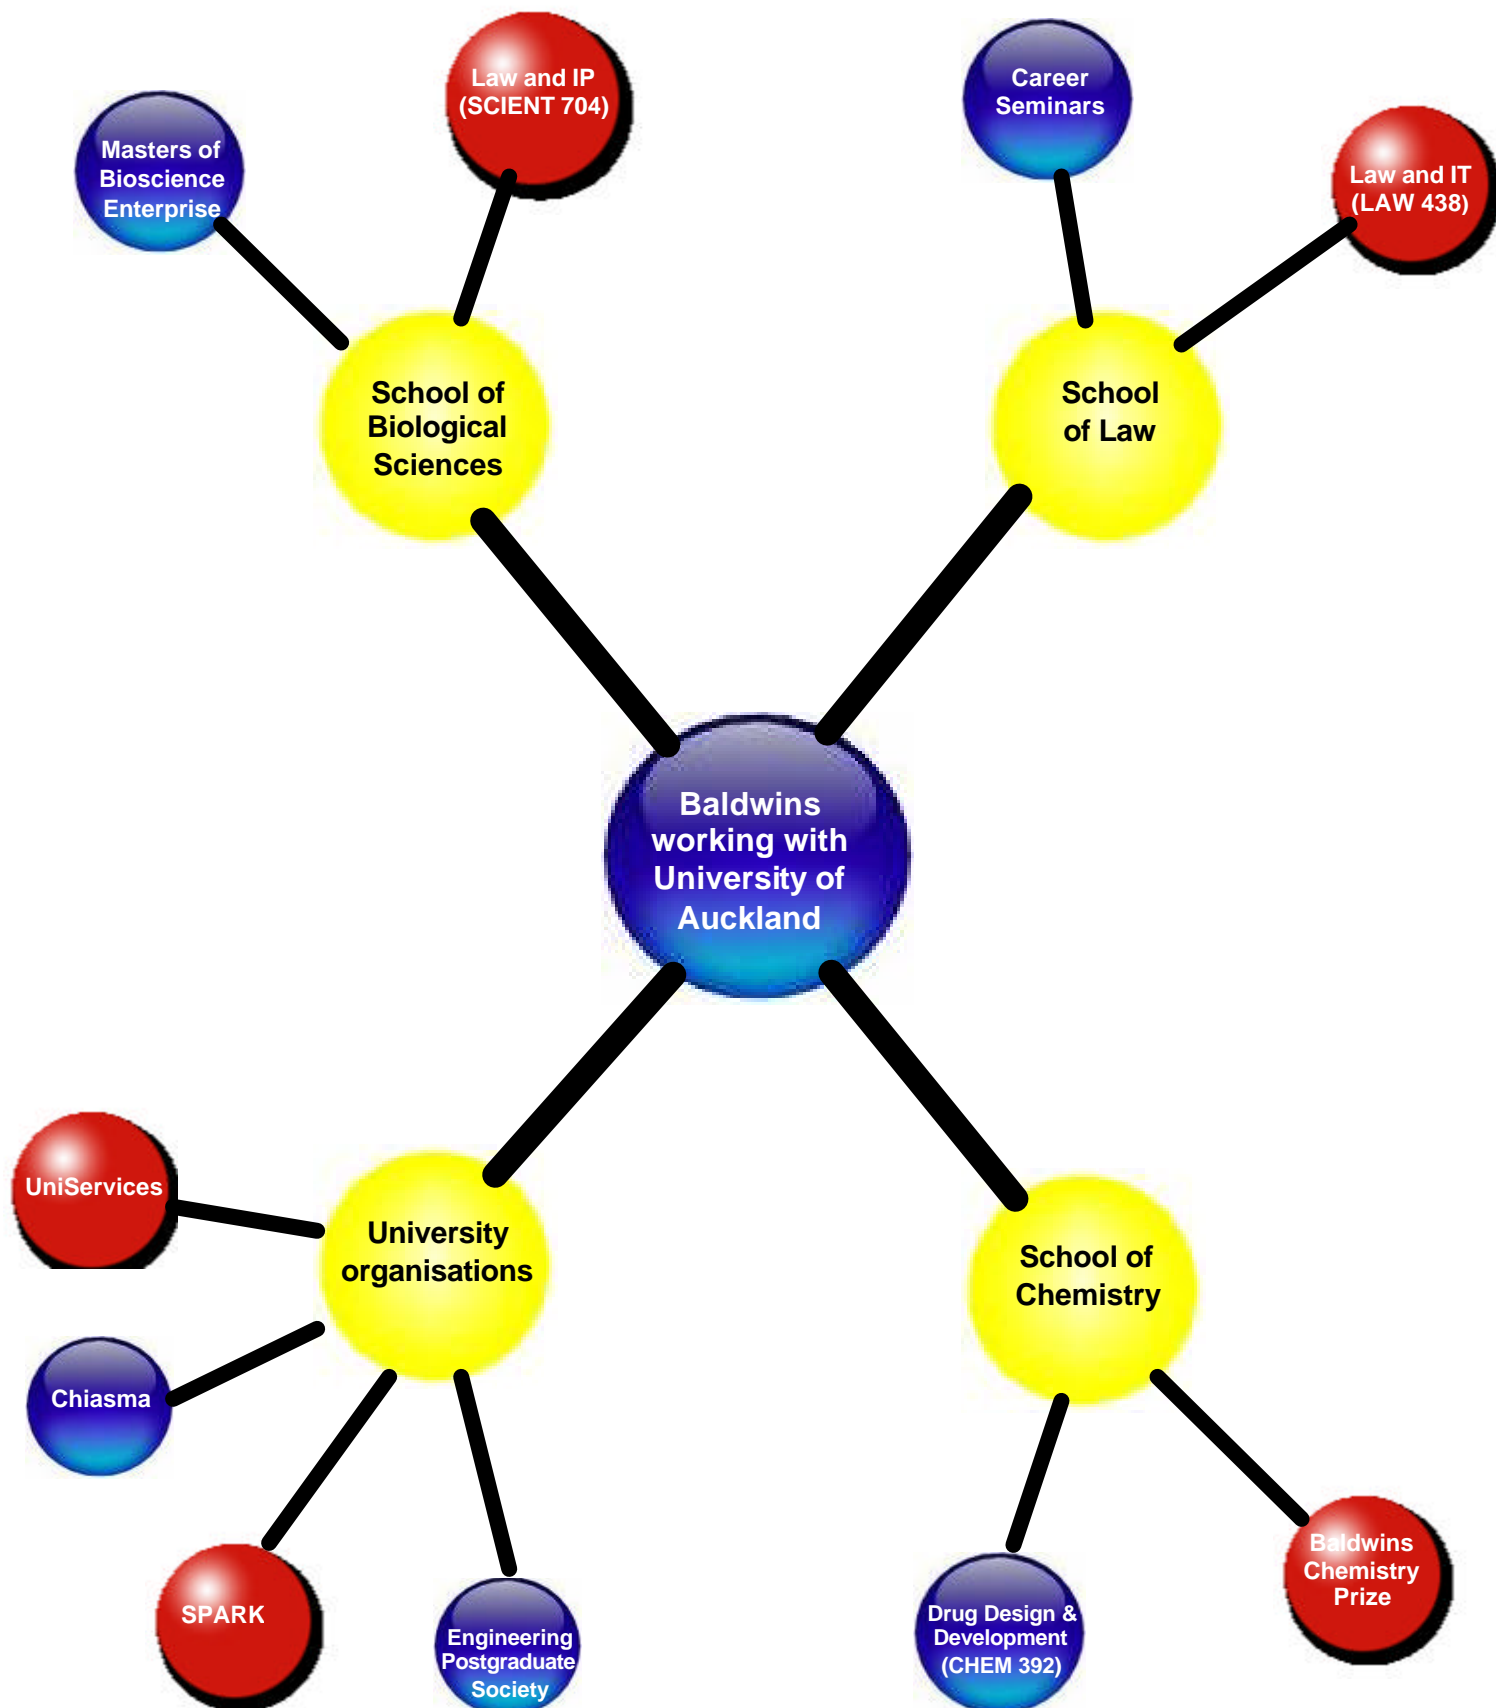 Law and IP
(SCIENT 704)
Career
Seminars
Masters of
Bioscience
Enterprise
Law and IT
(LAW 438)
School of
Biological
Sciences
School
of Law
Baldwins
working with
University of
Auckland
UniServices
University
organisations
School of
Chemistry
Chiasma
SPARK
Engineering
Postgraduate
Society
Drug Design &
Development
(CHEM 392)
Baldwins
Chemistry
Prize